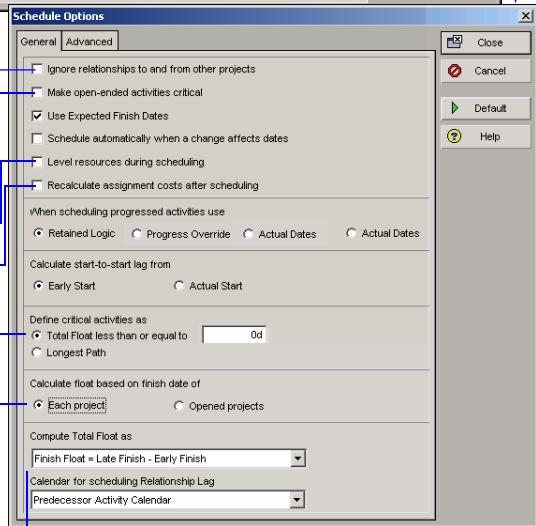 Schedule Options
General Advanced
Close
Ignore relationships to and from other projects
Cancel
Make open-ended activities critical
Use Expected Finish Dates
Default
Schedule automatically when a change affects dates
Help
Level resources during scheduling
Recalculate assignment costs after scheduling
When scheduling progressed activities use
Retained Logic Progress Override Actual Dates Actual Dates
Calculate start-to-start lag from
Early Start Actual Start
Define critical activities as
Total Float less than or equal to 0d
Longest Path
Calculate float based on finish date of
Each project Opened projects
Compute Total Float as
Finish Float = Late Finish - Early Finish
Calendar for scheduling Relationship Lag
Predecessor Activity Calendar